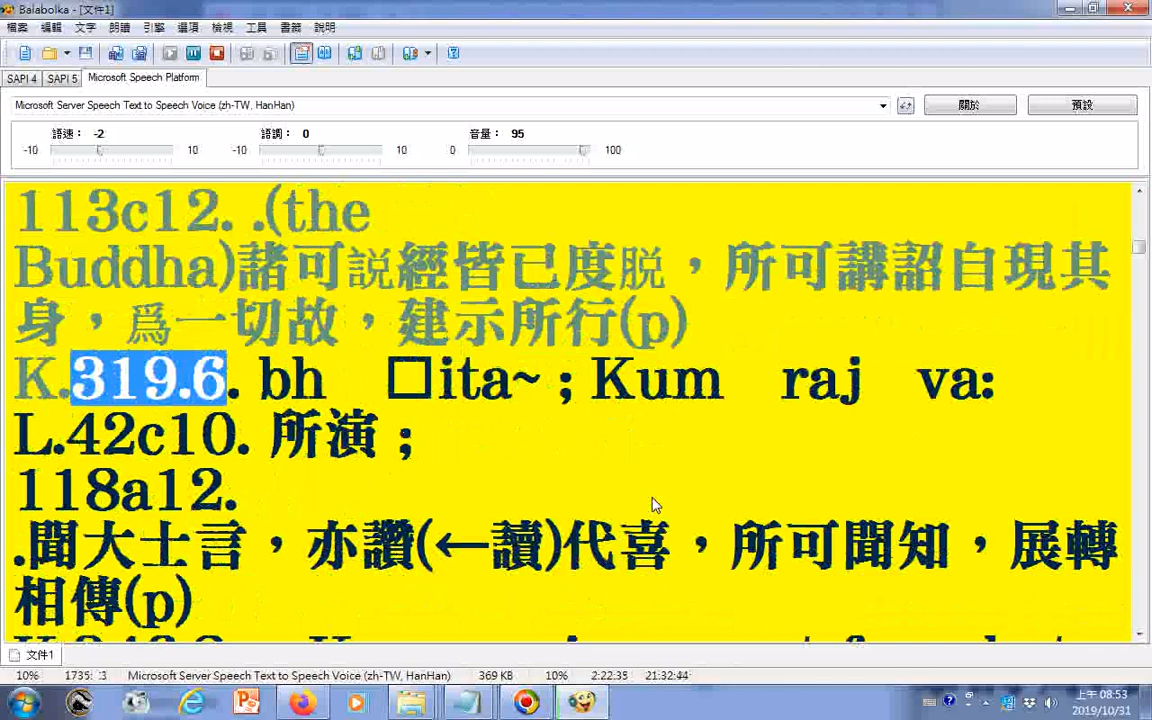 Balabolka - [文件1]
檔案 編輯 文字 朗讀 引擎 選項 檢視 工具 書籤 說明
SAPI 4 SAPI 5 Microsoft Speech Platform
Microsoft Server Speech Text to Speech Voice (zh-TW, HanHan) 關於 預設
語速： -2 語調： 0 音量： 95
-10 10 -10 10 0 100
113c12. .(the
Buddha)諸可説經皆已度脱，所可講詔自現其
身，爲一切故，建示所行(p)
K.319.6. bh □ita~ ; Kum raj va:
L.42c10. 所演；
118a12.
.聞大士言，亦讚(←讀)代喜，所可聞知，展轉
相傳(p)
文件1
10% Microsoft Server Speech Text to Speech Voice (zh-TW, HanHan) 369 KB 10% 2:22:35 21:32:44
上午 08:53
2019/10/31